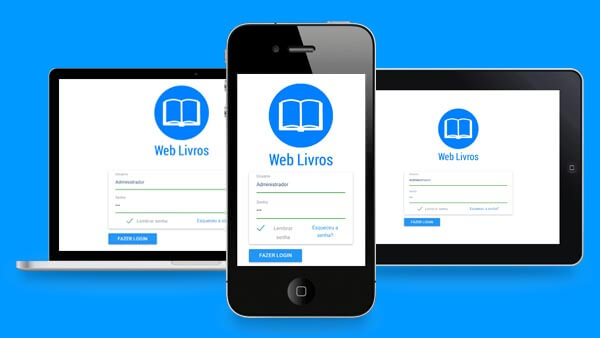 Web Livros
Usuário
Administrador
Senha
•••
Lembrar senha
Esqueceu a
FAZER LOGIN
Web Livros
Usuário
Administrador
Senha
•••
Lembrar
senha
Esqueceu a
senha?
FAZER LOGIN
Web Livros
Usuário
Administrador
Senha
•••
Lembrar senha
Esqueceu a senha?
FAZER LOGIN